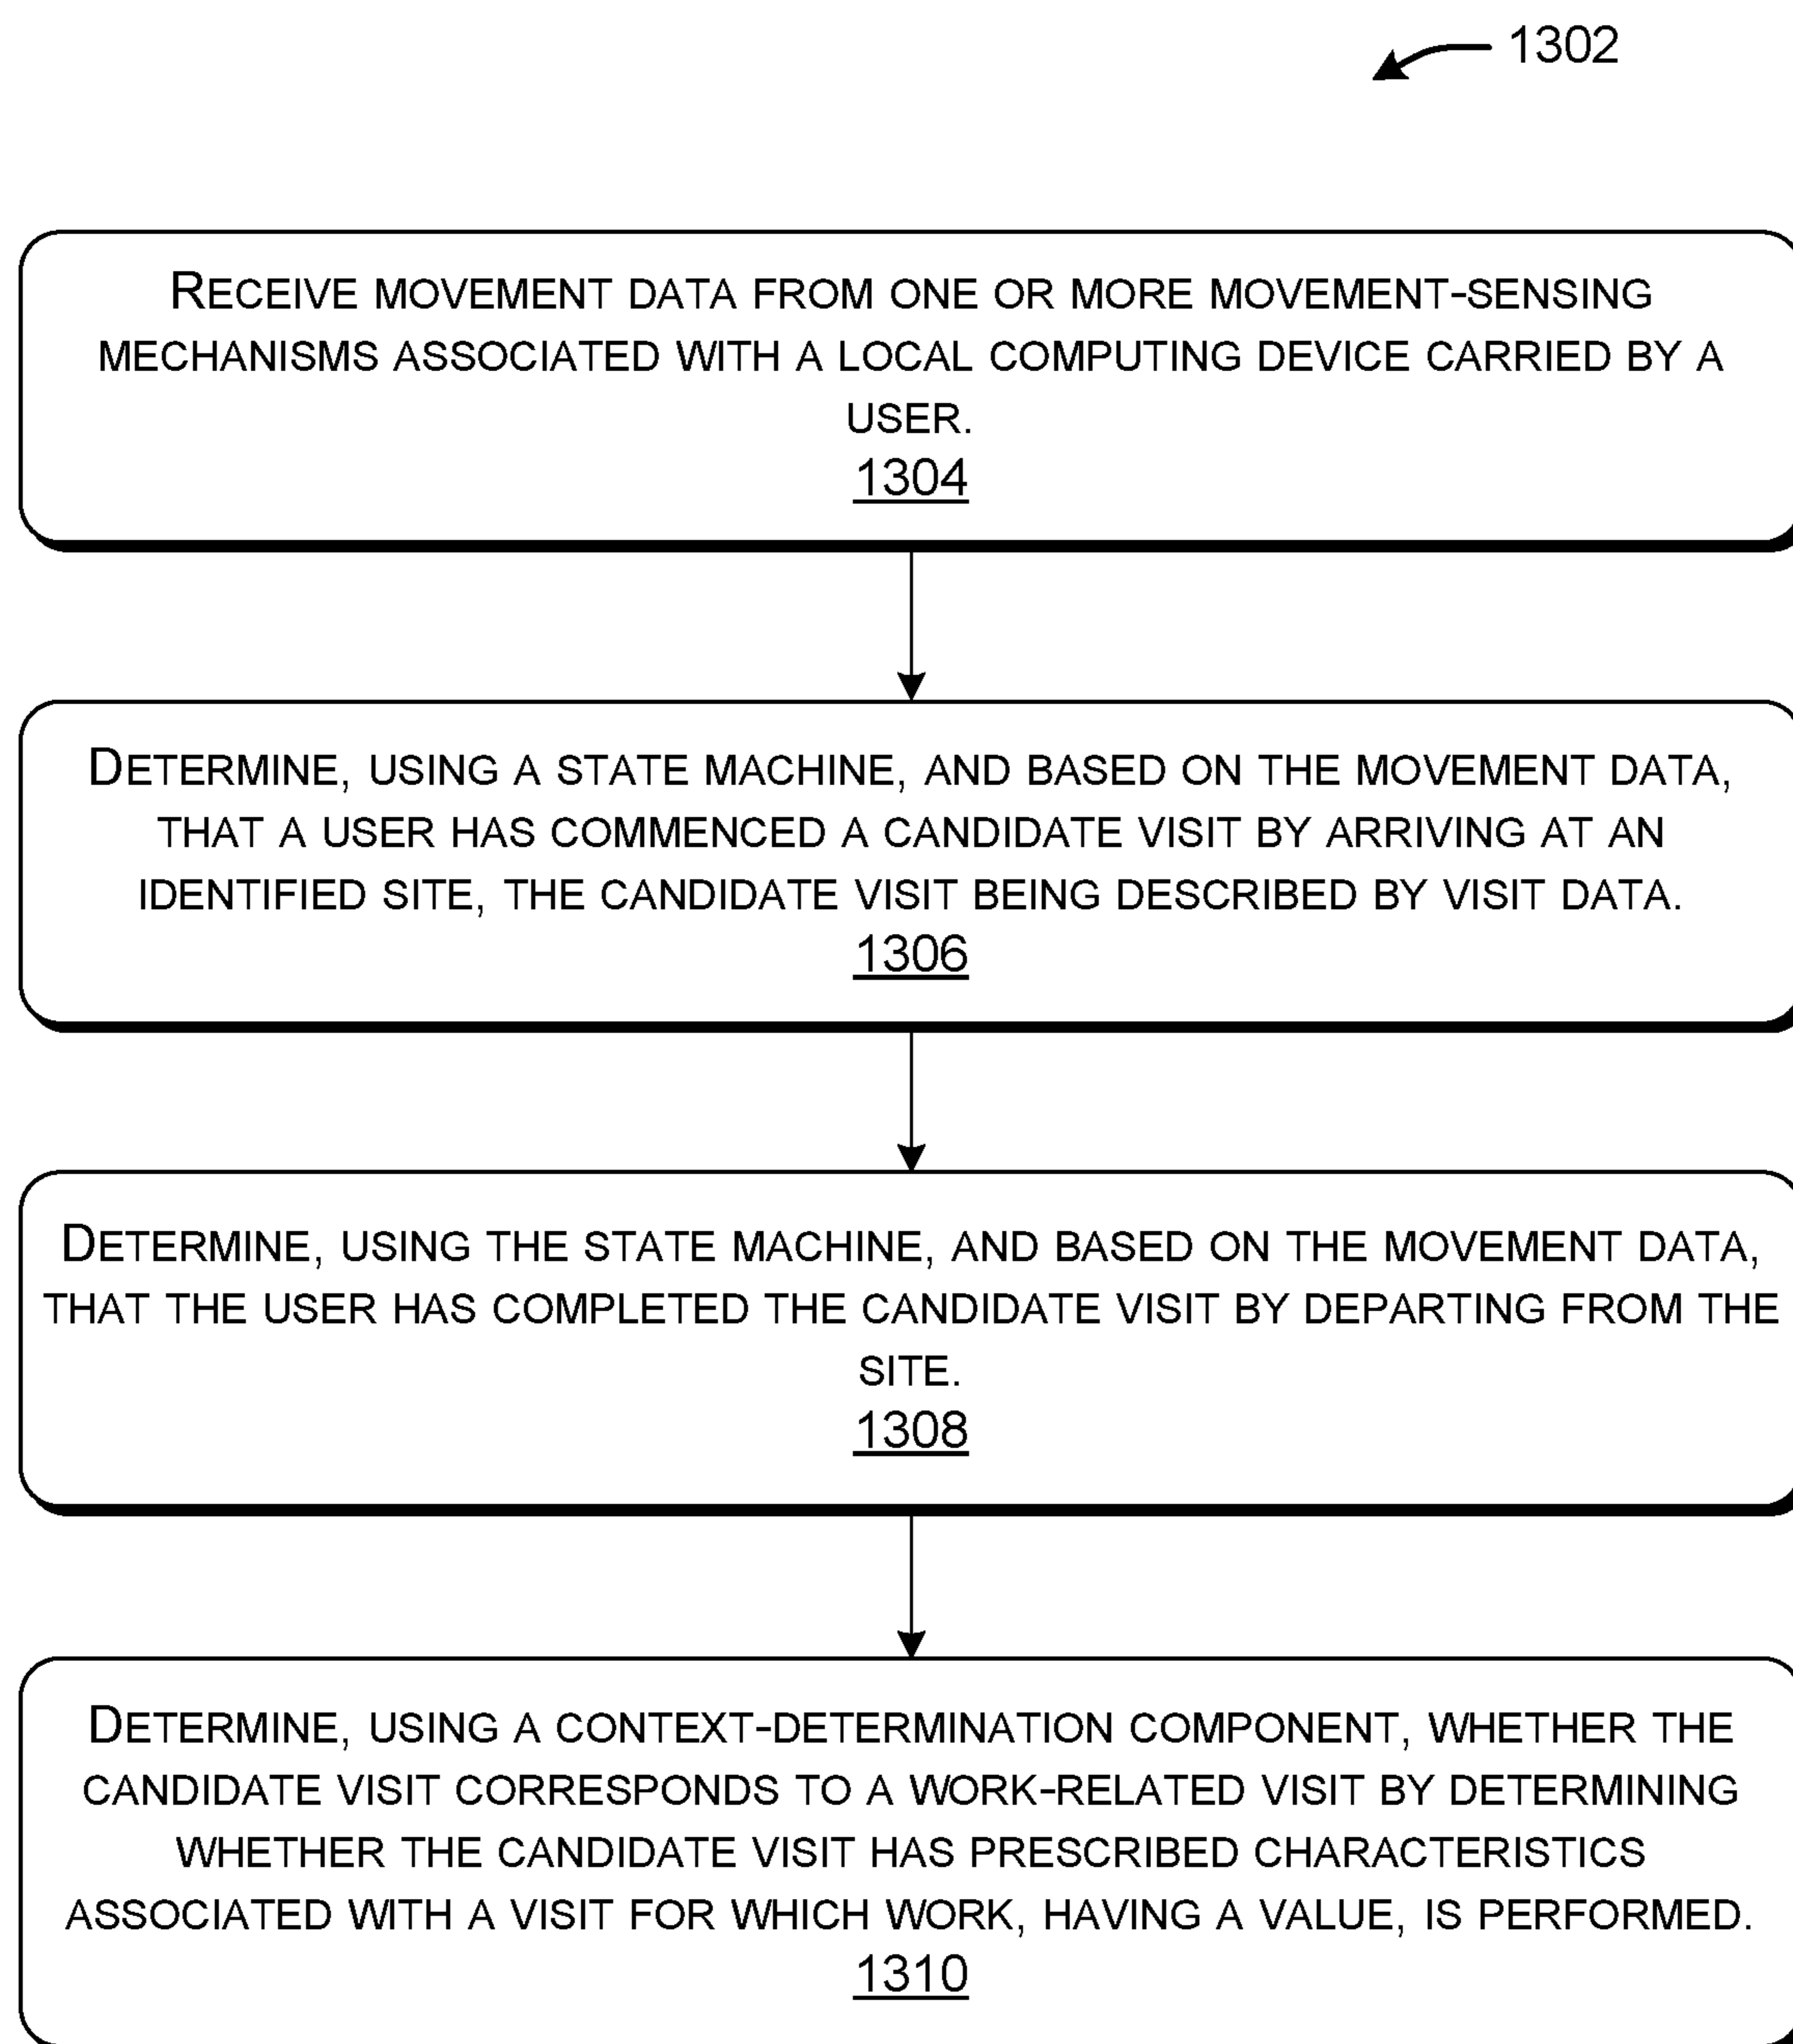 1302
RECEIVE MOVEMENT DATA FROM ONE OR MORE MOVEMENT-SENSING
MECHANISMS ASSOCIATED WITH A LOCAL COMPUTING DEVICE CARRIED BY A
USER.
1304
DETERMINE, USING A STATE MACHINE, AND BASED ON THE MOVEMENT DATA,
THAT A USER HAS COMMENCED A CANDIDATE VISIT BY ARRIVING AT AN
IDENTIFIED SITE, THE CANDIDATE VISIT BEING DESCRIBED BY VISIT DATA.
1306
DETERMINE, USING THE STATE MACHINE, AND BASED ON THE MOVEMENT DATA,
THAT THE USER HAS COMPLETED THE CANDIDATE VISIT BY DEPARTING FROM THE
SITE.
1308
DETERMINE, USING A CONTEXT-DETERMINATION COMPONENT, WHETHER THE
CANDIDATE VISIT CORRESPONDS TO A WORK-RELATED VISIT BY DETERMINING
WHETHER THE CANDIDATE VISIT HAS PRESCRIBED CHARACTERISTICS
ASSOCIATED WITH A VISIT FOR WHICH WORK, HAVING A VALUE, IS PERFORMED.
1310